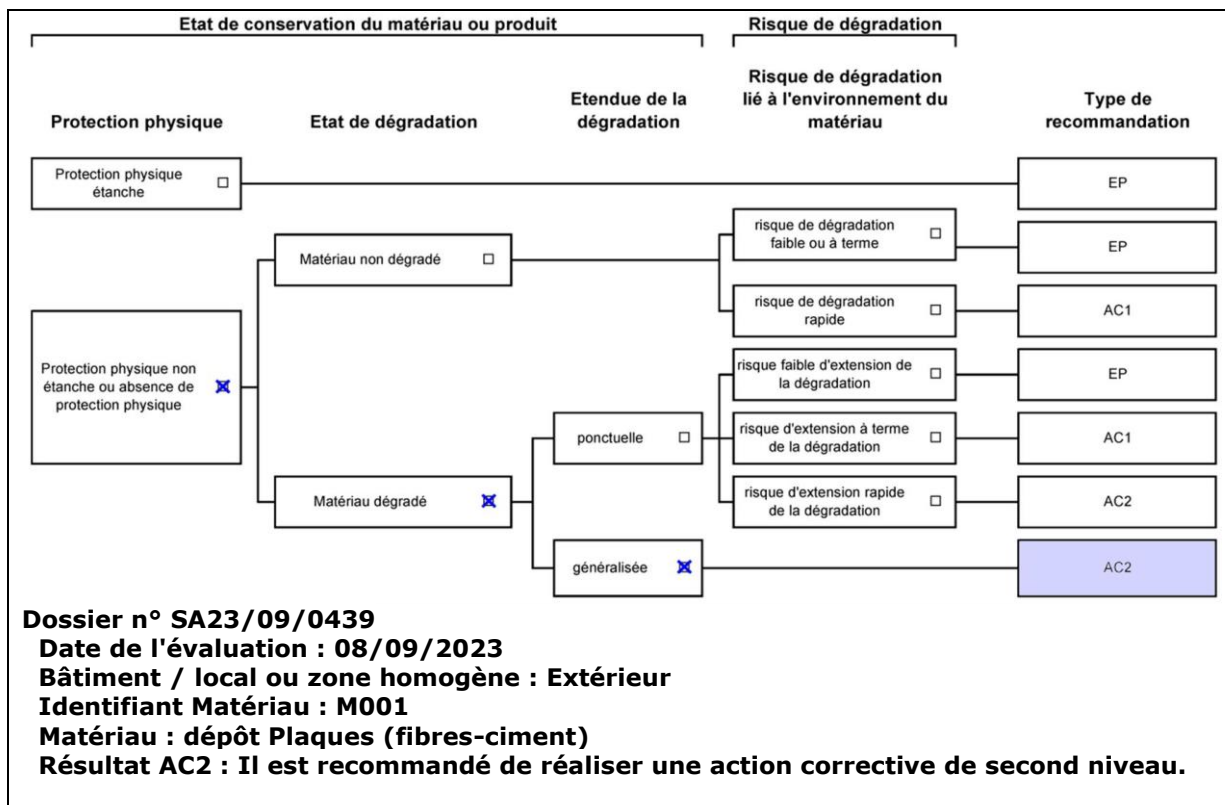 Etat de conservation du matériau ou produit
Risque de dégradation
Protection physique
Etat de dégradation
Etendue de la
dégradation
Risque de dégradation
lié à l'environnement du
matériau
Type de
recommandation
Protection physique
étanche
EP
risque de dégradation
faible ou à terme
EP
Matériau non dégradé
risque de dégradation
rapide
AC1
Protection physique non
étanche ou absence de
protection physique
risque faible d'extension de
la dégradation
EP
ponctuelle
risque d'extension à terme
de la dégradation
AC1
Matériau dégradé
risque d'extension rapide
de la dégradation
AC2
généralisée
AC2
Dossier n° SA23/09/0439
Date de l'évaluation : 08/09/2023
Bâtiment / local ou zone homogène : Extérieur
Identifiant Matériau : M001
Matériau : dépôt Plaques (fibres-ciment)
Résultat AC2 : Il est recommandé de réaliser une action corrective de second niveau.